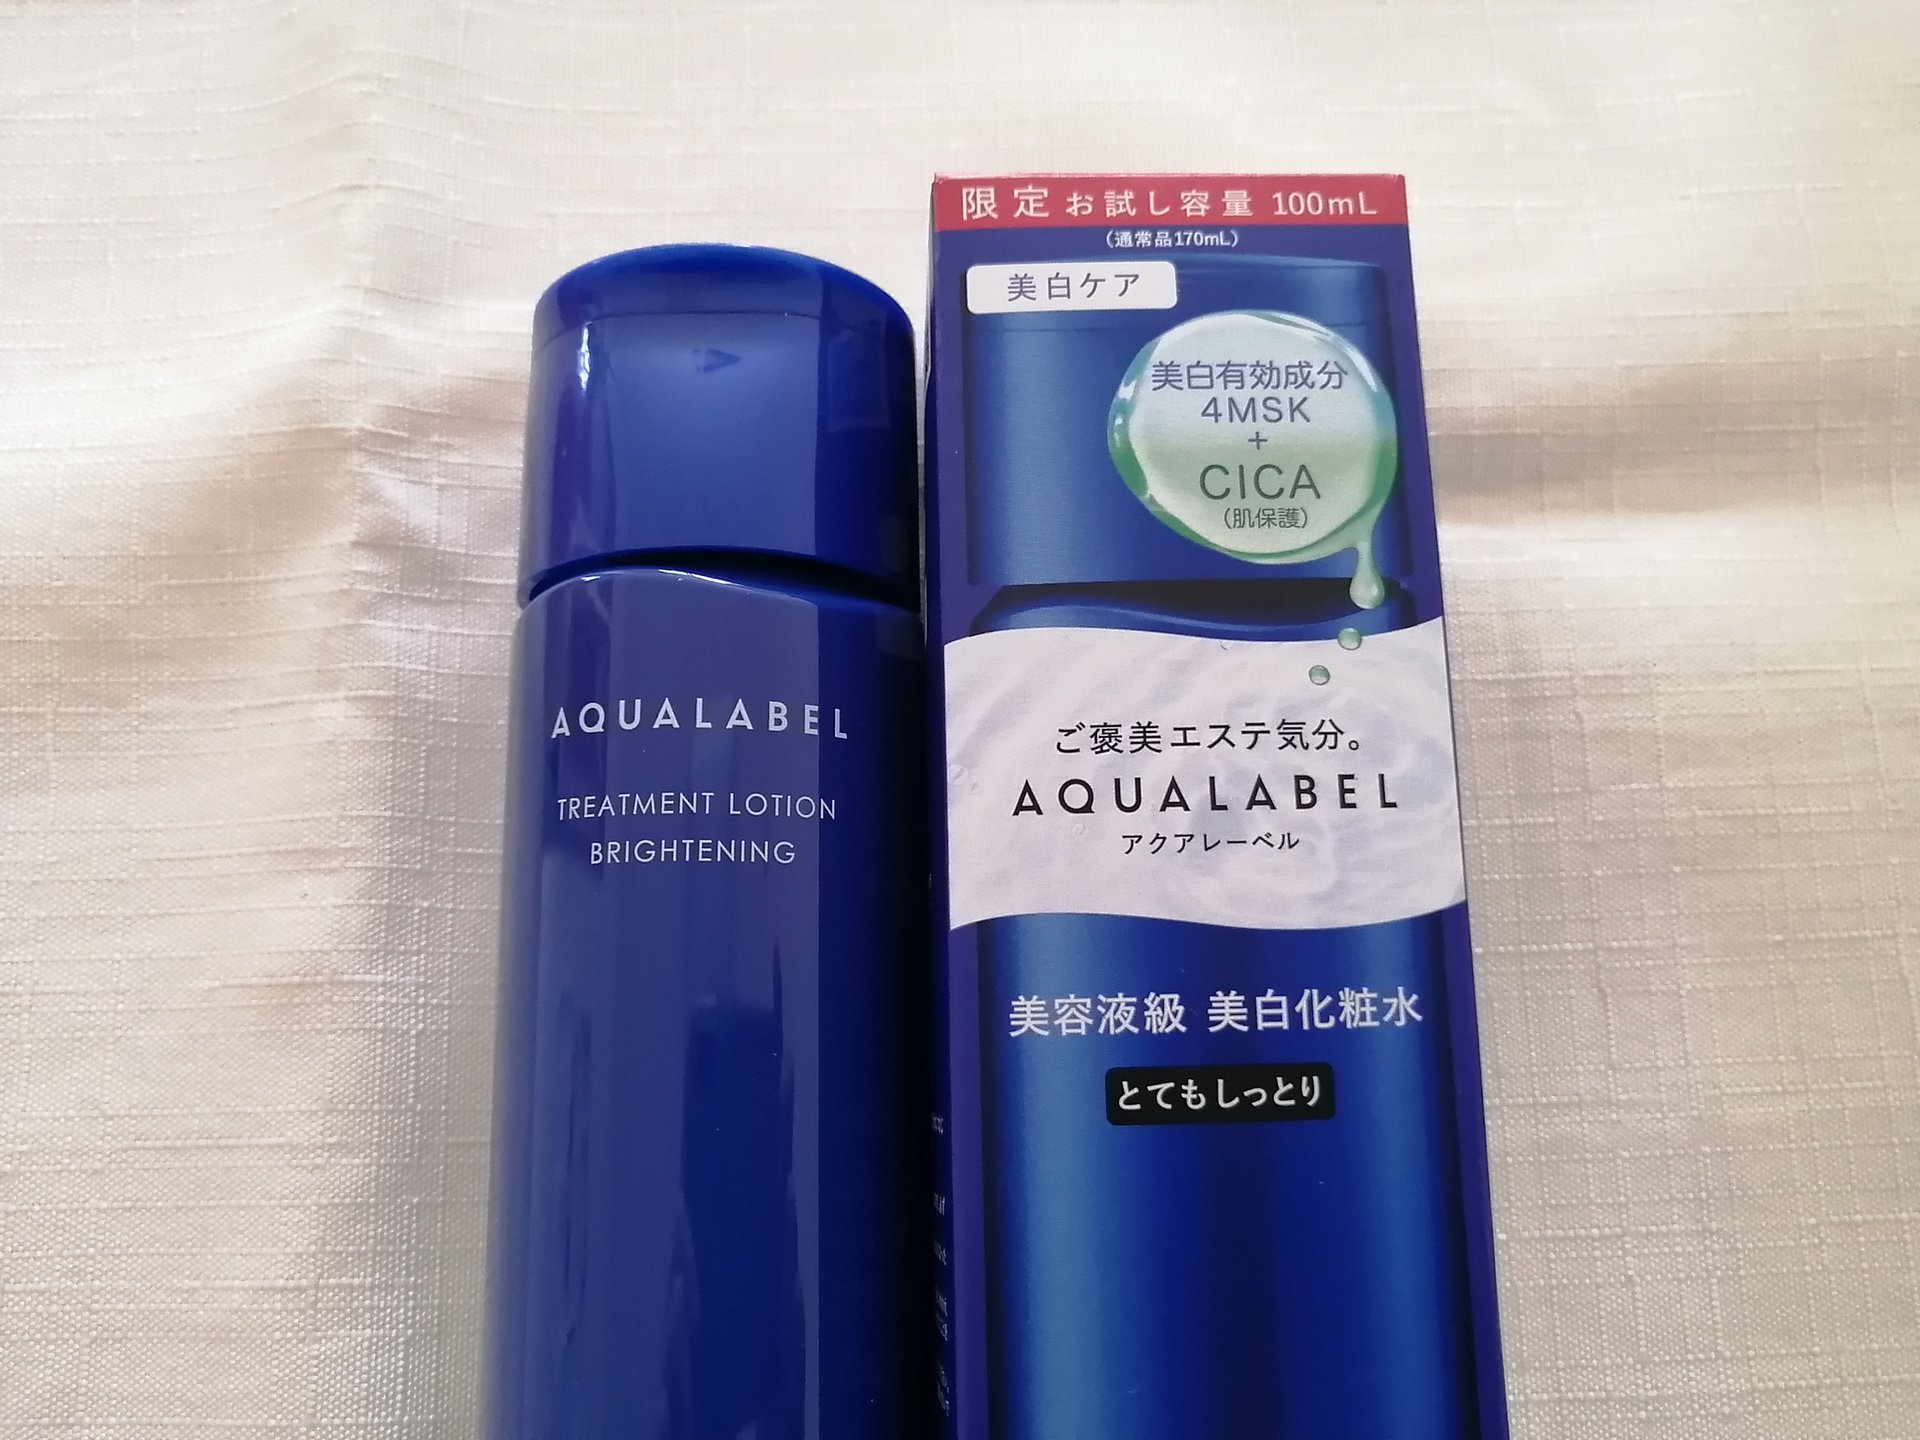 AQUALABEL
TREATMENT LOTION
BRIGHTENING
限定 お試し容量 100mL
(通常品170mL)
美白ケア
美白有効成分
4MSK
+
CICA
(肌保護)
ご褒美エステ気分。
AQUALABEL
アクアレーベル
美容液級 美白化粧水
とてもしっとり